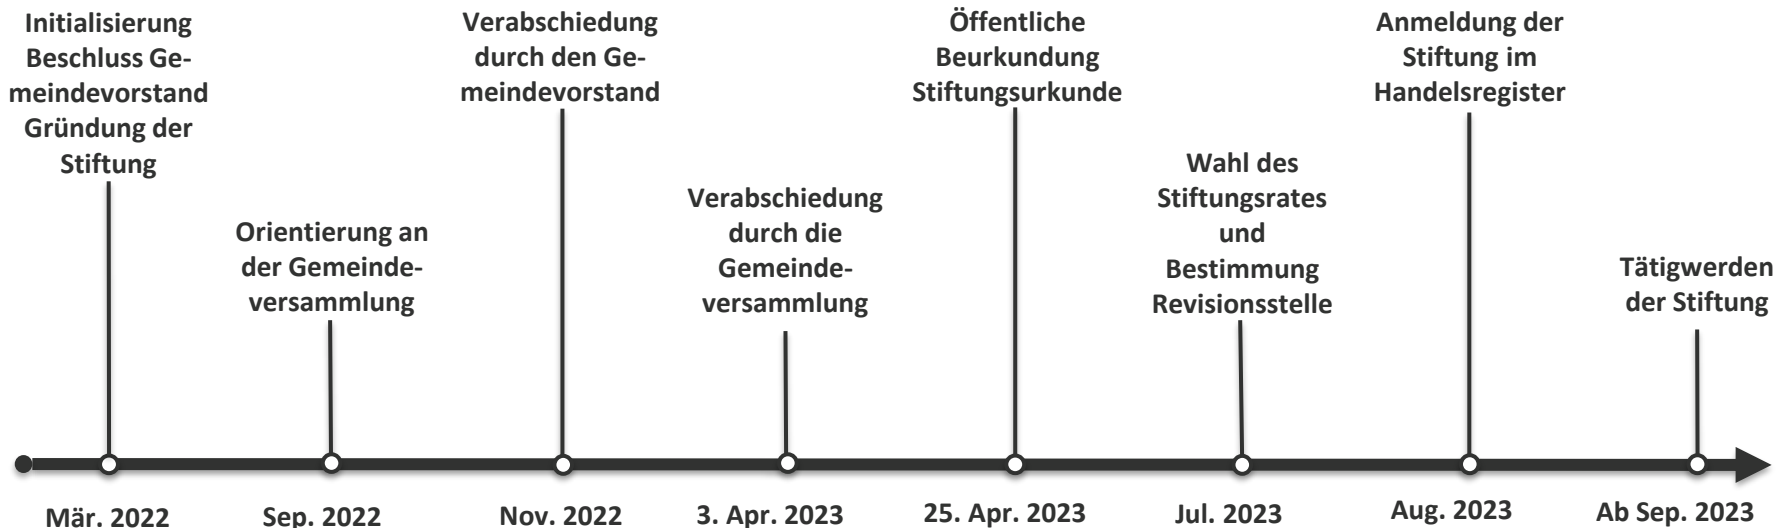 Initialisierung
Beschluss Ge-
meindevorstand
Gründung der
Stiftung
Mär. 2022
Orientierung an
der Gemeinde-
versammlung
Sep. 2022
Verabschiedung
durch den Ge-
meindevorstand
Nov. 2022
Verabschiedung
durch die
Gemeinde-
versammlung
3. Apr. 2023
Öffentliche
Beurkundung
Stiftungsurkunde
25. Apr. 2023
Wahl des
Stiftungsrates
und
Bestimmung
Revisionsstelle
Jul. 2023
Anmeldung der
Stiftung im
Handelsregister
Aug. 2023
Tätigwerden
der Stiftung
Ab Sep. 2023